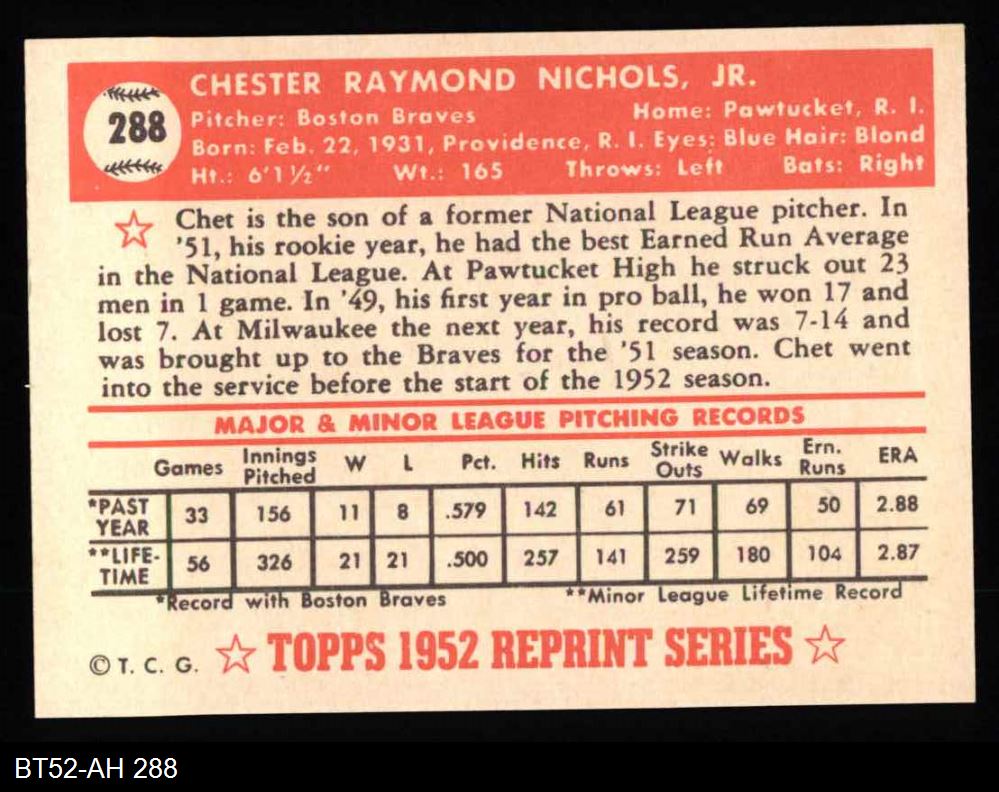 288
CHESTER RAYMOND NICHOLS, JR.
Pitcher: Boston Braves Home: Pawtucket, R. I.
Born: Feb. 22, 1931, Providence, R. I. Eyes: Blue Hair: Blond
Ht.: 6'1½" Wt.: 165 Throws: Left Bats: Right
Chet is the son of a former National League pitcher. In
'51, his rookie year, he had the best Earned Run Average
in the National League. At Pawtucket High he struck out 23
men in 1 game. In '49, his first year in pro ball, he won 17 and
lost 7. At Milwaukee the next year, his record was 7-14 and
was brought up to the Braves for the '51 season. Chet went
into the service before the start of the 1952 season.
MAJOR & MINOR LEAGUE PITCHING RECORDS
Games Innings Pitched W L Pct. Hits Runs Strike Outs Walks Ern. Runs ERA
*PAST YEAR 33 156 11 8 .579 142 61 71 69 50 2.88
**LIFE-TIME 56 326 21 21 .500 257 141 259 180 104 2.87
*Record with Boston Braves **Minor League Lifetime Record
© T. C. G. TOPPS 1952 REPRINT SERIES
BT52-AH 288